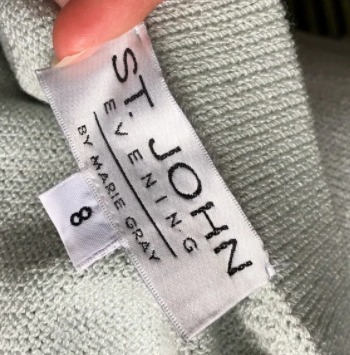 ST. JOHN
EVENING
BY MARIE GRAY
8